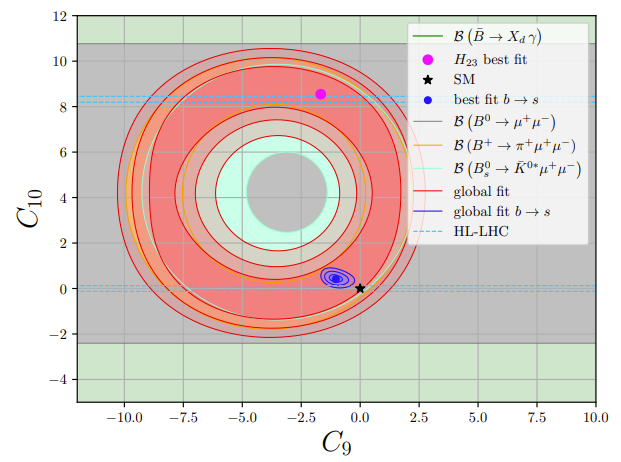 12
10
8
6
4
2
0
−2
−4
C₁₀
−10.0
−7.5
−5.0
−2.5
0.0
2.5
5.0
7.5
10.0
C₉
ℬ (B̄ → X_d γ)
H₂₃ best fit
SM
best fit b → s
ℬ (B⁰ → μ⁺μ⁻)
ℬ (B⁺ → π⁺μ⁺μ⁻)
ℬ (B⁰_s → K̄⁰*μ⁺μ⁻)
global fit
global fit b → s
HL-LHC